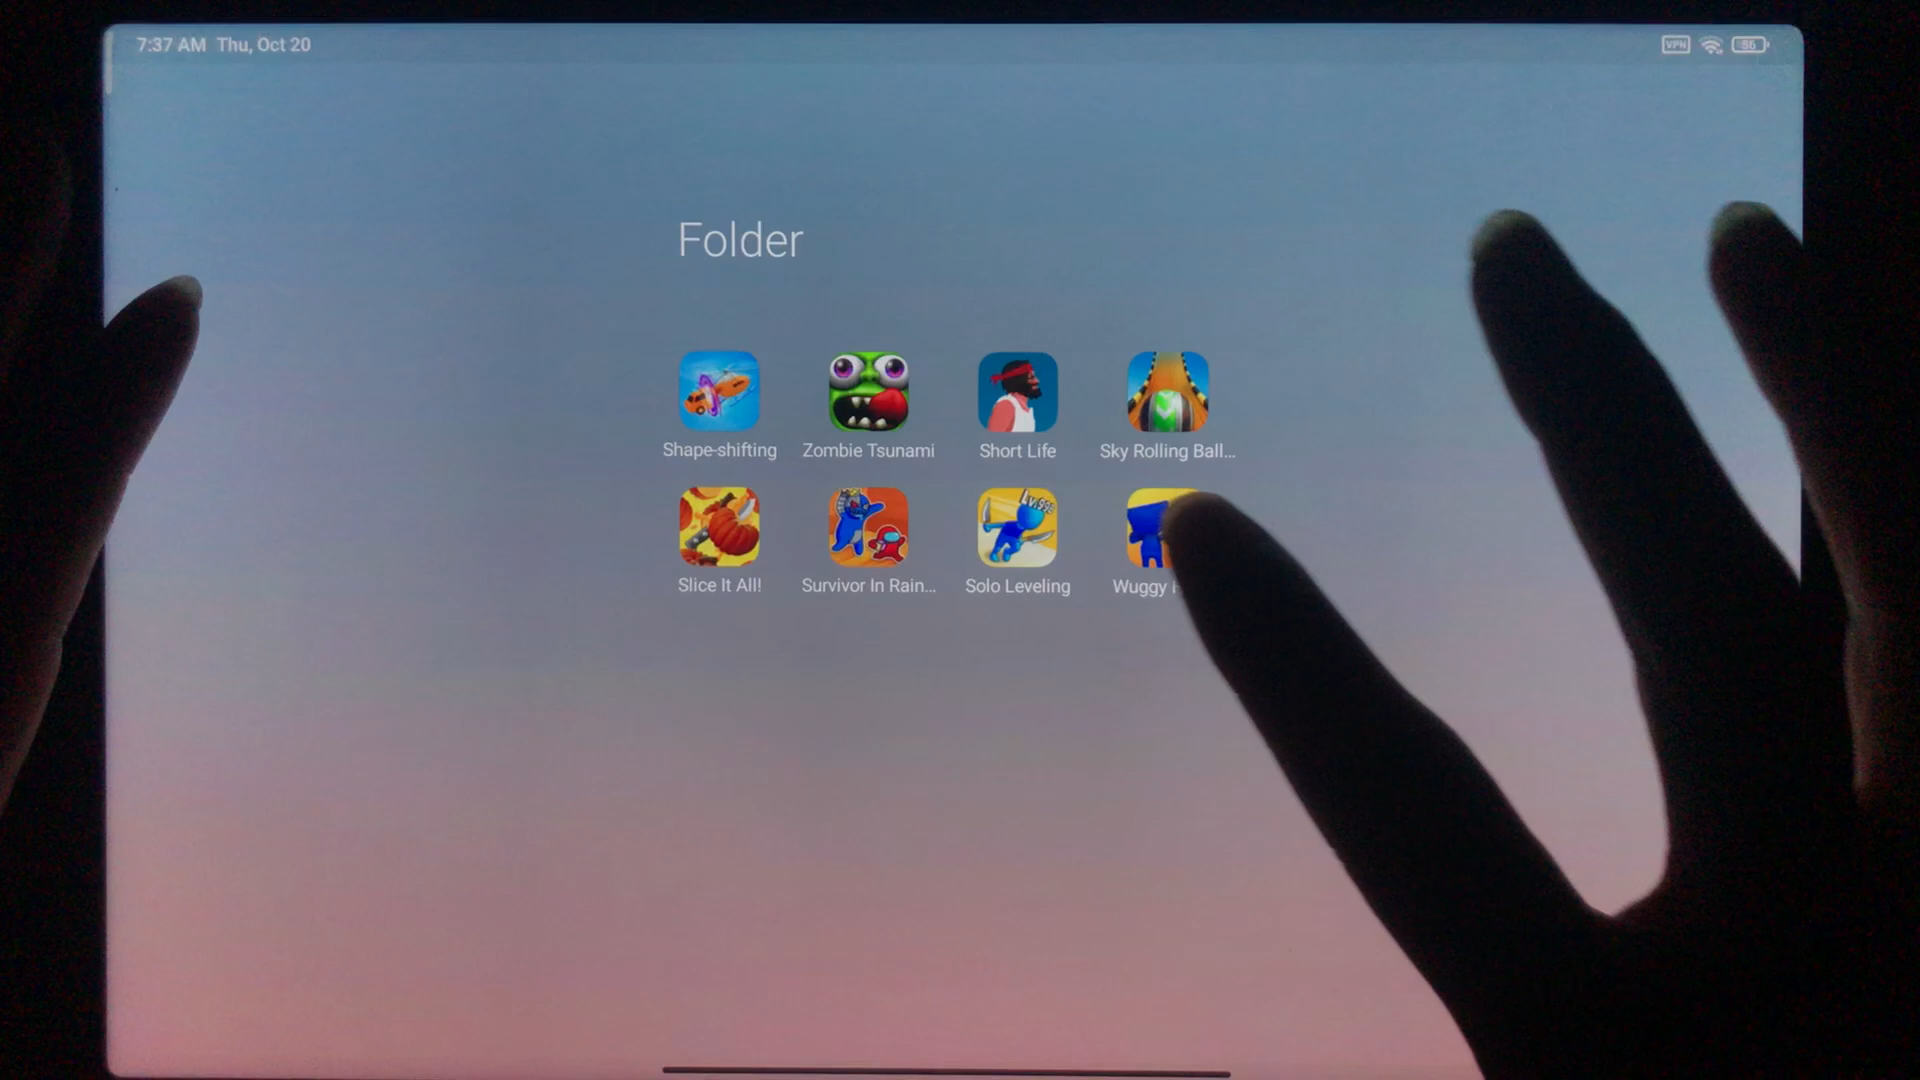 7:37 AM Thu, Oct 20
VPN
Folder
Shape-shifting
Zombie Tsunami
Short Life
Sky Rolling Ball...
Slice It All!
Survivor In Rain...
Solo Leveling
Wuggy